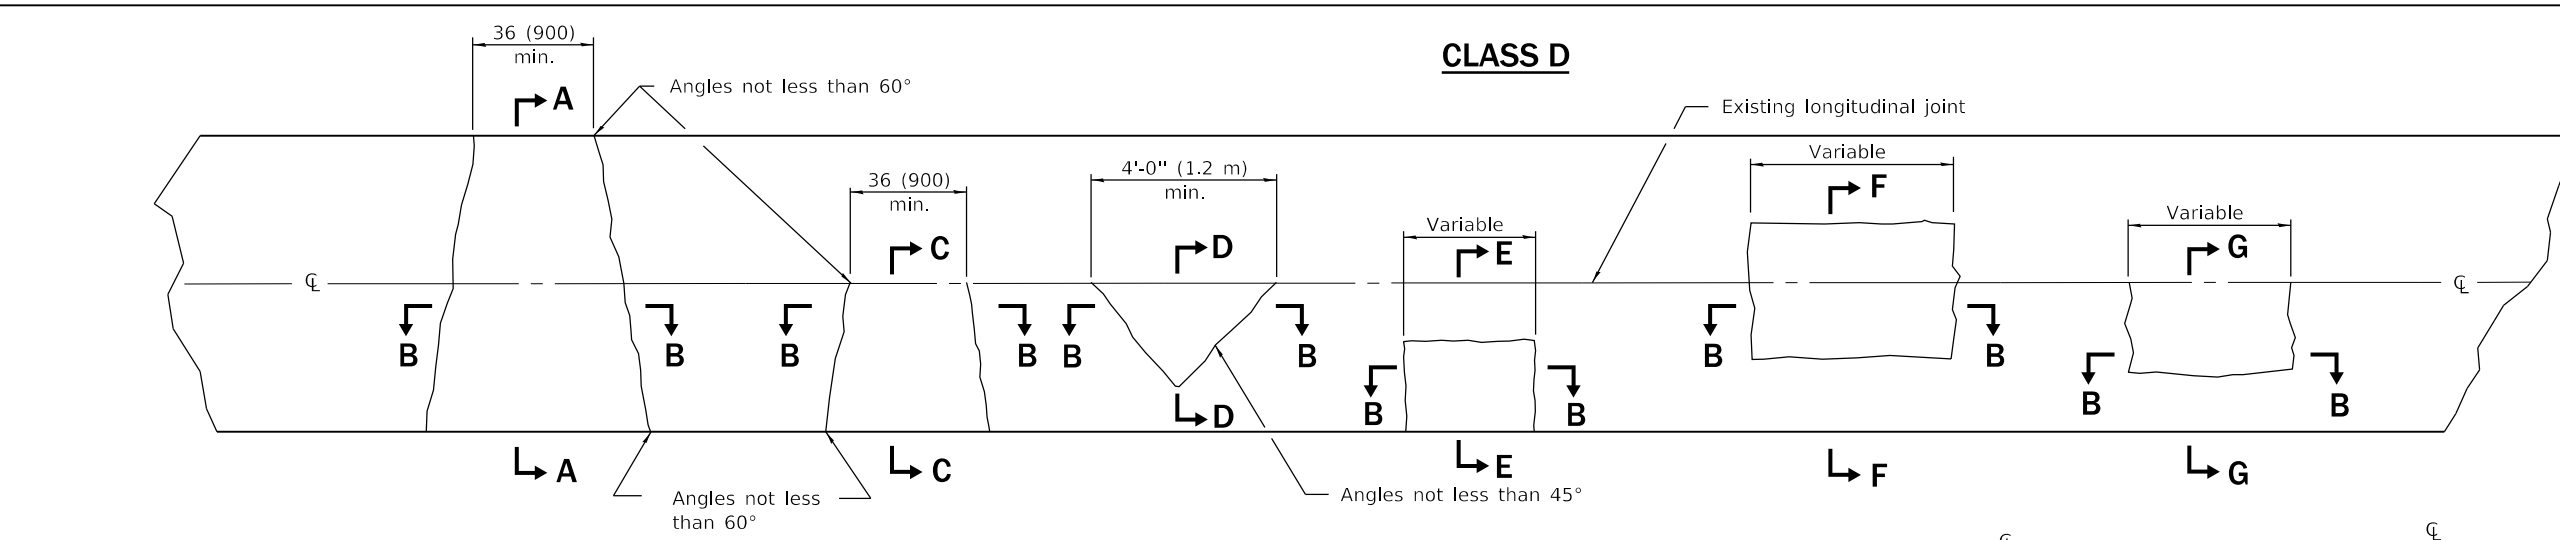 CLASS D
36 (900)
min.
A
Angles not less than 60°
Existing longitudinal joint
36 (900)
min.
4'-0" (1.2 m)
min.
Variable
Variable
Variable
C
D
E
F
G
℄
℄
B
B
B
B
B
B
B
B
B
B
B
B
D
A
C
E
F
G
Angles not less
than 60°
Angles not less than 45°
℄
℄